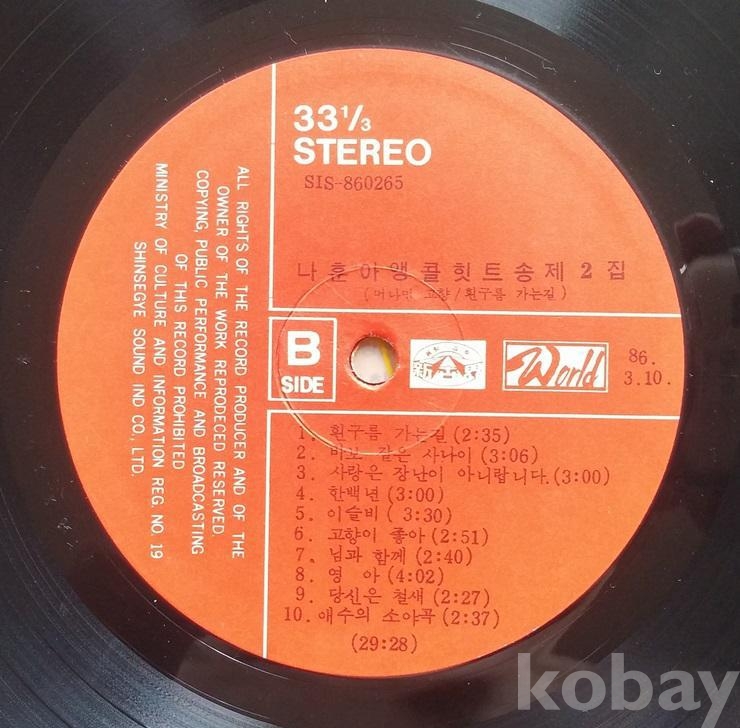 33 1/3
STEREO
SIS-860265
나훈아앵콜힛트송제2집
(머나먼 고향/흰구름 가는길)
B
SIDE
新世界
World
86.
3.10.
1. 흰구름 가는길(2:35)
2. 바보 같은 사나이(3:06)
3. 사랑은 장난이 아니랍니다.(3:00)
4. 한백년(3:00)
5. 이슬비( 3:30)
6. 고향이 좋아(2:51)
7. 님과 함께(2:40)
8. 영 아(4:02)
9. 당신은 철새(2:27)
10. 애수의 소야곡(2:37)
(29:28)
ALL RIGHTS OF THE RECORD PRODUCER AND OF THE
OWNER OF THE WORK REPRODECED RESERVED.
COPYING, PUBLIC PERFORMANCE AND BROADCASTING
OF THIS RECORD PROHIBITED
MINISTRY OF CULTURE AND INFORMATION REG. NO. 19
SHINSEGYE SOUND IND CO., LTD.
kobay